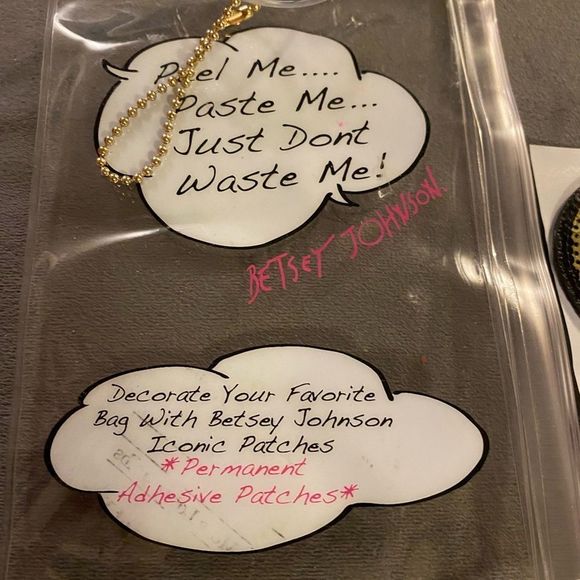 Peel Me....
Paste Me...
Just Dont
Waste Me!
BETSEY JOHNSON.
Decorate Your Favorite
Bag With Betsey Johnson
Iconic Patches
*Permanent
Adhesive Patches*